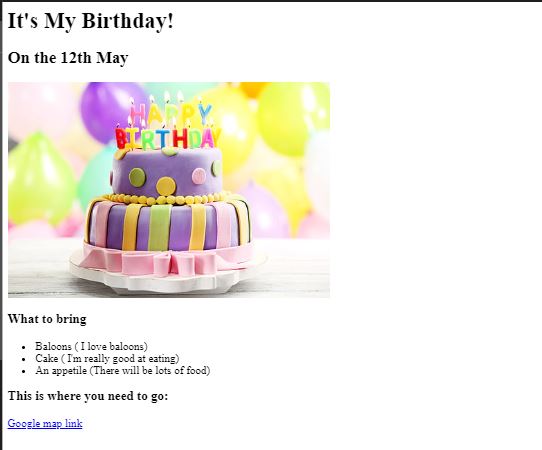 It's My Birthday!
On the 12th May
HAPPY
BIRTHDAY
What to bring
Baloons ( I love baloons)
Cake ( I'm really good at eating)
An appetile (There will be lots of food)
This is where you need to go:
Google map link